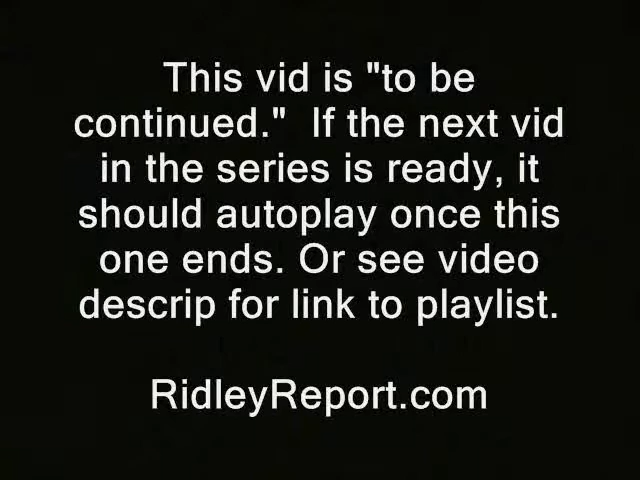 This vid is "to be
continued."  If the next vid
in the series is ready, it
should autoplay once this
one ends. Or see video
descrip for link to playlist.
RidleyReport.com